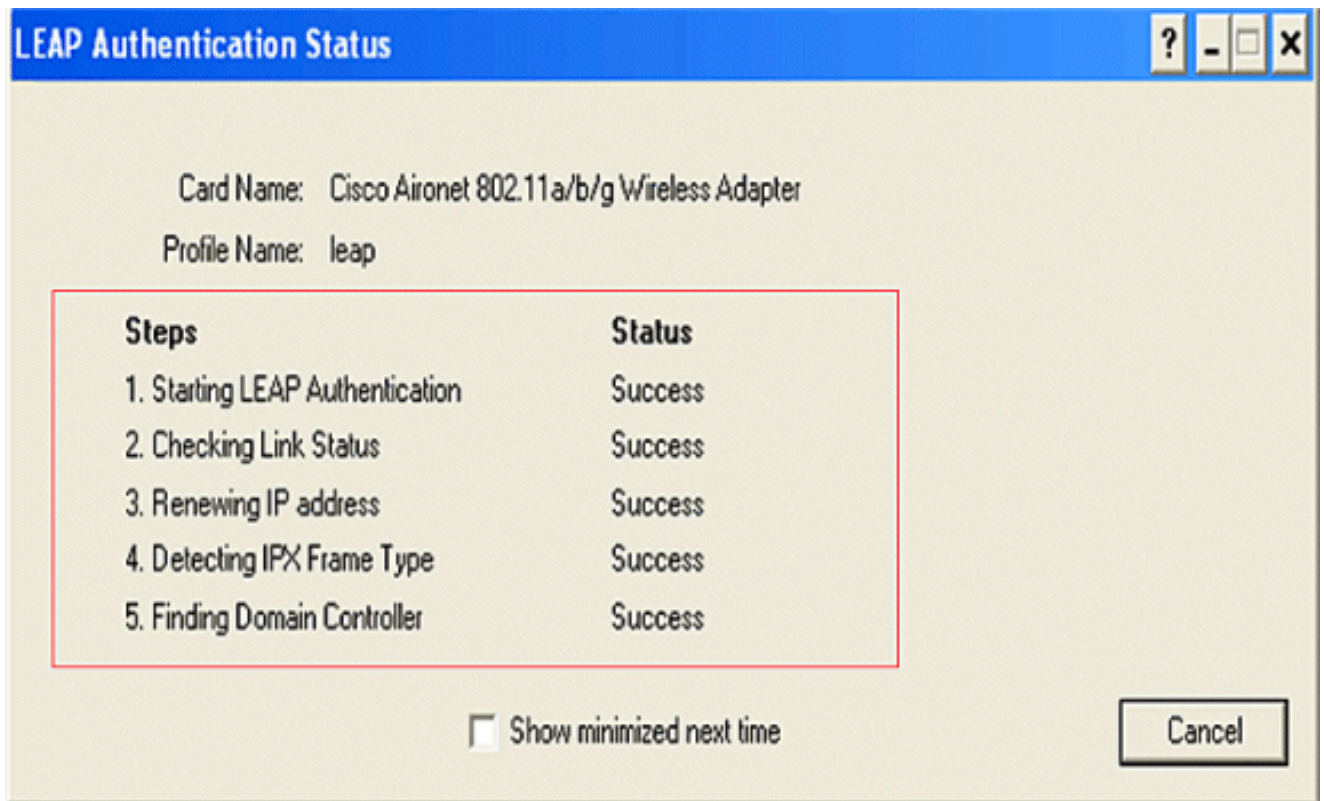 LEAP Authentication Status
Card Name: Cisco Aironet 802.11a/b/g Wireless Adapter
Profile Name: leap
Steps Status
1. Starting LEAP Authentication Success
2. Checking Link Status Success
3. Renewing IP address Success
4. Detecting IPX Frame Type Success
5. Finding Domain Controller Success
Show minimized next time
Cancel